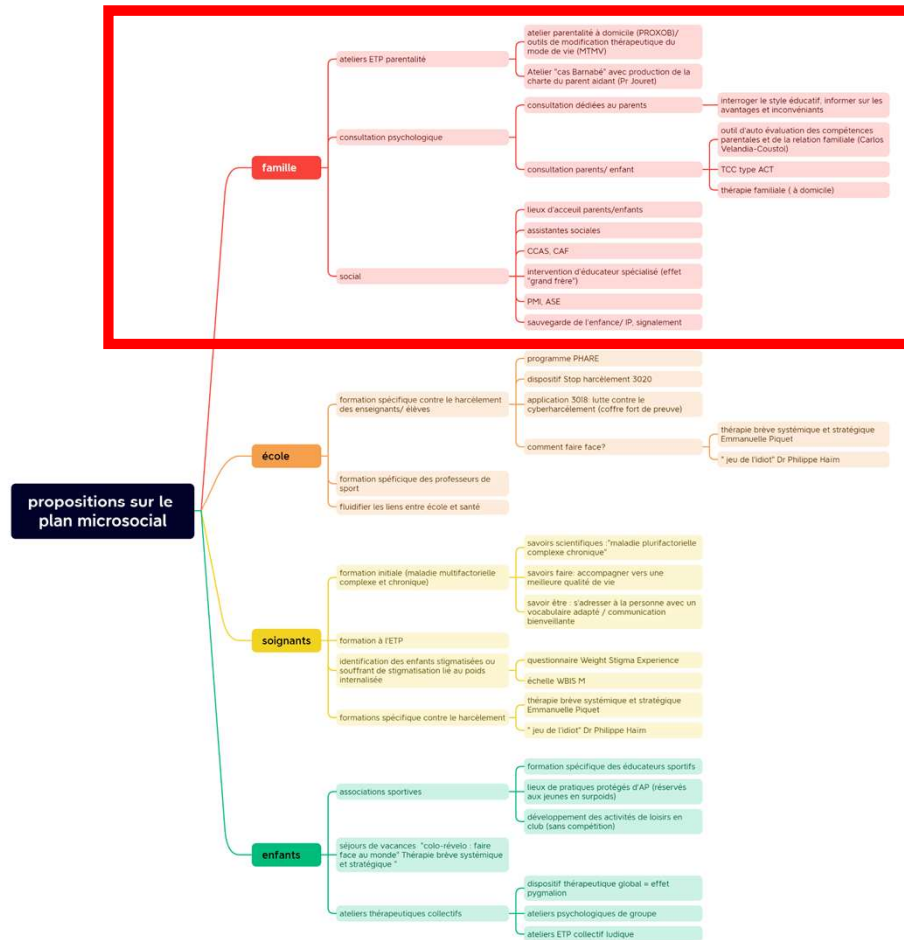 propositions sur le
plan microsocial
famille
ateliers ETP parentalité
atelier parentalité à domicile (PROXOB)/
outils de modification thérapeutique du
mode de vie (MTMV)
Atelier "cas Barnabé" avec production de la
charte du parent aidant (Pr Jouret)
consultation psychologique
consultation dédiées au parents
interroger le style éducatif, informer sur les
avantages et inconvéniants
consultation parents/ enfant
outil d'auto évaluation des compétences
parentales et de la relation familiale (Carlos
Velandia-Coustol)
TCC type ACT
thérapie familiale ( à domicile)
social
lieux d'acceuil parents/enfants
assistantes sociales
CCAS, CAF
intervention d'éducateur spécialisé (effet
"grand frère")
PMI, ASE
sauvegarde de l'enfance/ IP, signalement
école
formation spécifique contre le harcèlement
des enseignants/ élèves
programme PHARE
dispositif Stop harcèlement 3020
application 3018: lutte contre le
cyberharcèlement (coffre fort de preuve)
comment faire face?
thérapie brève systémique et stratégique
Emmanuelle Piquet
" jeu de l'idiot" Dr Philippe Haïm
formation spéficique des professeurs de
sport
fluidifier les liens entre école et santé
soignants
formation initiale (maladie multifactorielle
complexe et chronique)
savoirs scientifiques :"maladie plurifactorielle
complexe chronique"
savoirs faire: accompagner vers une
meilleure qualité de vie
savoir être : s'adresser à la personne avec un
vocabulaire adapté / communication
bienveillante
formation à l'ETP
identification des enfants stigmatisées ou
souffrant de stigmatisation lié au poids
internalisée
questionnaire Weight Stigma Experience
échelle WBIS M
formations spécifique contre le harcèlement
thérapie brève systémique et stratégique
Emmanuelle Piquet
" jeu de l'idiot" Dr Philippe Haïm
enfants
associations sportives
formation spécifique des éducateurs sportifs
lieux de pratiques protégés d'AP (réservés
aux jeunes en surpoids)
développement des activités de loisirs en
club (sans compétition)
séjours de vacances "colo-révelo : faire
face au monde" Thérapie brève systémique
et stratégique "
ateliers thérapeutiques collectifs
dispositif thérapeutique global = effet
pygmalion
ateliers psychologiques de groupe
ateliers ETP collectif ludique